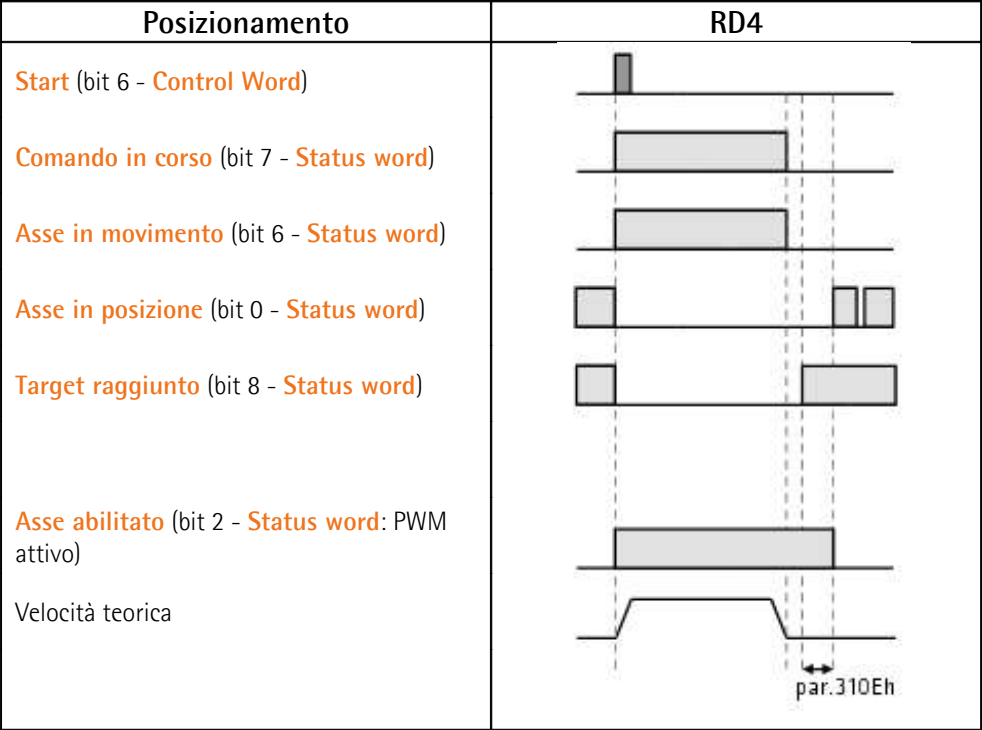 Posizionamento
RD4
Start (bit 6 - Control Word)
Comando in corso (bit 7 - Status word)
Asse in movimento (bit 6 - Status word)
Asse in posizione (bit 0 - Status word)
Target raggiunto (bit 8 - Status word)
Asse abilitato (bit 2 - Status word: PWM
attivo)
Velocità teorica
par.310Eh